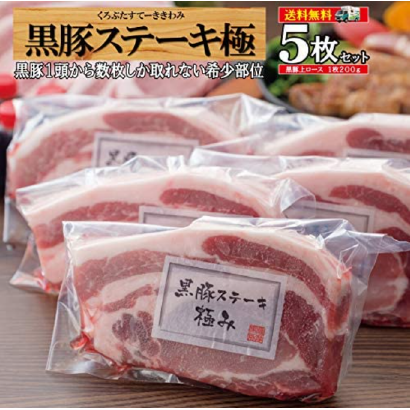 くろぶたすてーききわみ
黒豚ステーキ極
黒豚1頭から数枚しか取れない希少部位
送料無料
5枚セット
黒豚上ロース 1枚200g
黒豚
黒豚ステーキ
極み